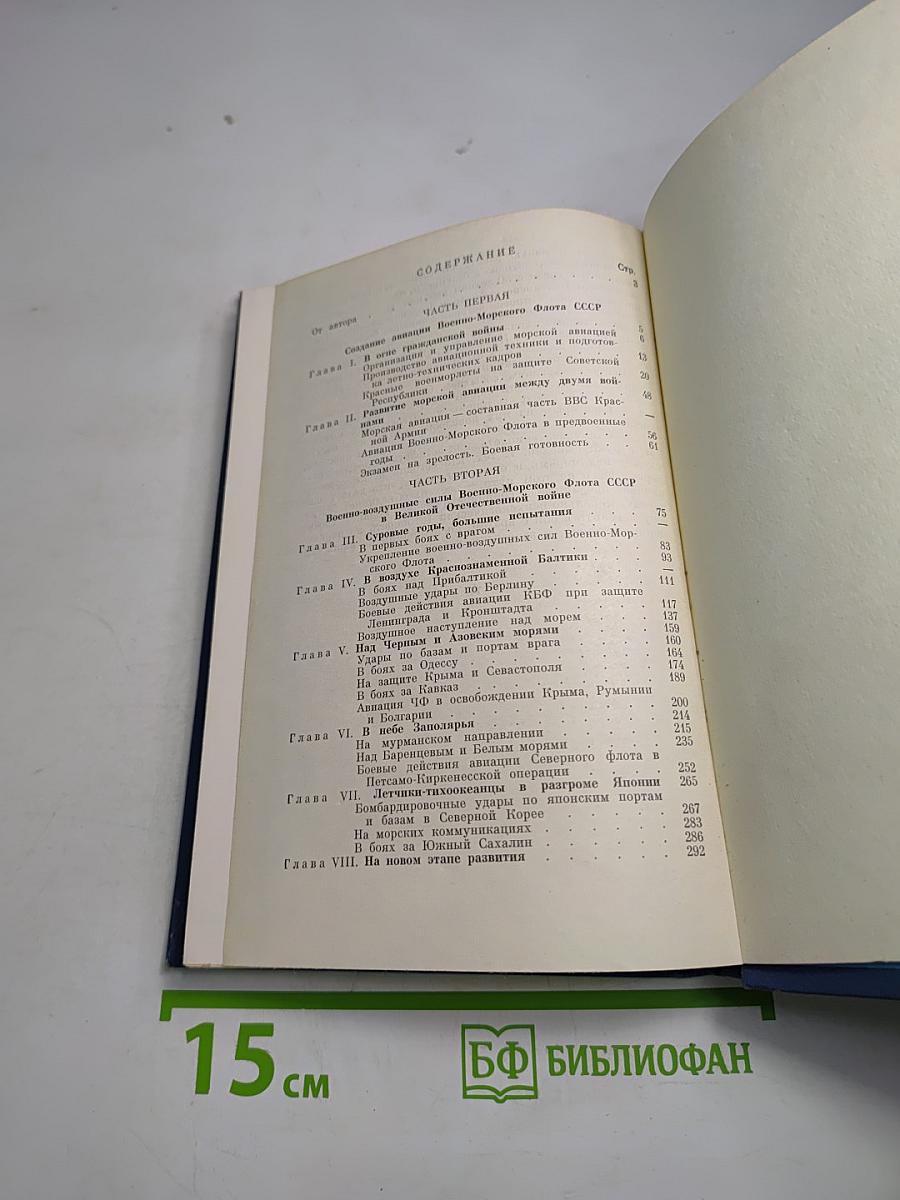 СОДЕРЖАНИЕ
Стр.
От автора . . . . . . . . . . . . 3
ЧАСТЬ ПЕРВАЯ
Создание авиации Военно-Морского Флота СССР
Глава I. В огне гражданской войны . . . . . . 5
Организация и управление морской авиацией 6
Производство авиационной техники и подготов-
ка летно-технических кадров . . . . 13
Красные военморлеты на защите Советской
Республики . . . . . . . . . 20
Глава II. Развитие морской авиации между двумя вой-
нами . . . . . . . . . . . 48
Морская авиация — составная часть ВВС Крас-
ной Армии . . . . . . . . . —
Авиация Военно-Морского Флота в предвоенные
годы . . . . . . . . . . . 56
Экзамен на зрелость. Боевая готовность . . 61
ЧАСТЬ ВТОРАЯ
Военно-воздушные силы Военно-Морского Флота СССР
в Великой Отечественной войне
Глава III. Суровые годы, большие испытания . . . 75
В первых боях с врагом . . . . . . —
Укрепление военно-воздушных сил Военно-Мор-
ского Флота . . . . . . . . 83
Глава IV. В воздухе Краснознаменной Балтики . . 93
В боях над Прибалтикой . . . . . . —
Воздушные удары по Берлину . . . . 111
Боевые действия авиации КБФ при защите
Ленинграда и Кронштадта . . . . 117
Воздушное наступление над морем . . . 137
Глава V. Над Черным и Азовским морями . . . . 159
Удары по базам и портам врага . . . . 160
В боях за Одессу . . . . . . . . 164
На защите Крыма и Севастополя . . . . 174
В боях за Кавказ . . . . . . . . 189
Авиация ЧФ в освобождении Крыма, Румынии
и Болгарии . . . . . . . . . 200
Глава VI. В небе Заполярья . . . . . . . . 214
На мурманском направлении . . . . . 215
Над Баренцевым и Белым морями . . . . 235
Боевые действия авиации Северного флота в
Петсамо-Киркенесской операции . . . . 252
Глава VII. Летчики-тихоокеанцы в разгроме Японии 265
Бомбардировочные удары по японским портам
и базам в Северной Корее . . . . . 267
На морских коммуникациях . . . . . 283
В боях за Южный Сахалин . . . . . 286
Глава VIII. На новом этапе развития . . . . . . 292
15 см
БФ БИБЛИОФАН